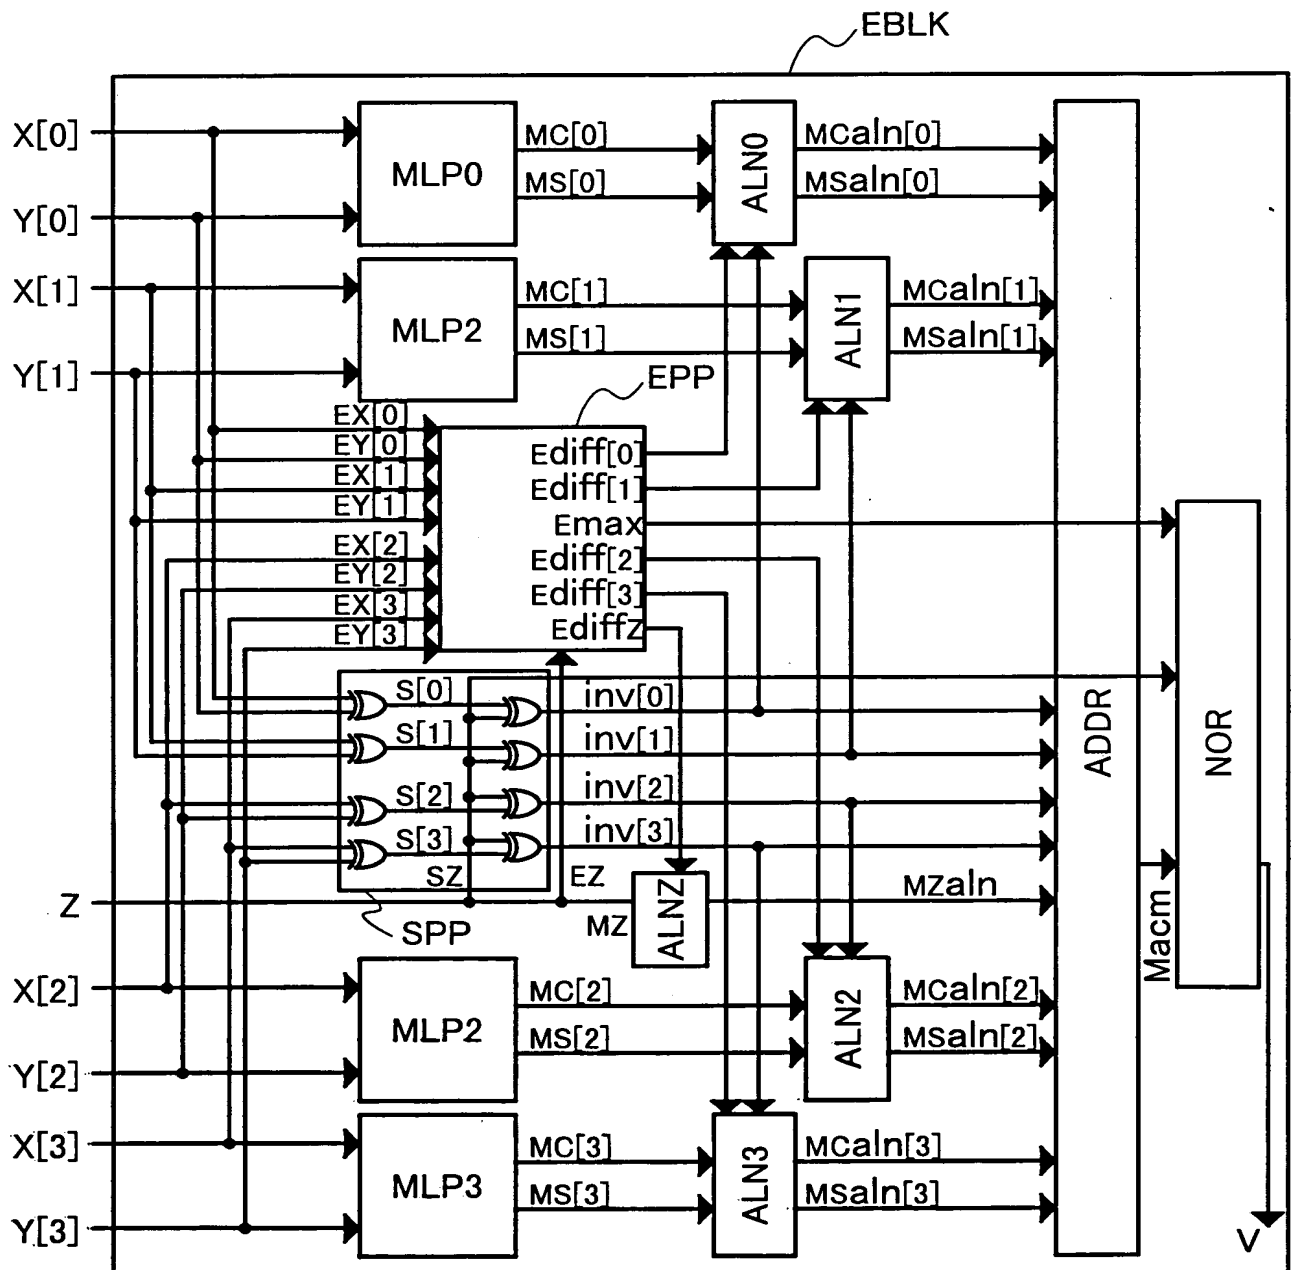 EBLK
X[0]
MLP0
MC[0]
MS[0]
ALN0
MCaln[0]
MSaln[0]
Y[0]
X[1]
MLP2
MC[1]
MS[1]
ALN1
MCaln[1]
MSaln[1]
Y[1]
EPP
EX[0]
EY[0]
EX[1]
EY[1]
EX[2]
EY[2]
EX[3]
EY[3]
Ediff[0]
Ediff[1]
Emax
Ediff[2]
Ediff[3]
EdiffZ
S[0]
S[1]
S[2]
S[3]
SZ
EZ
inv[0]
inv[1]
inv[2]
inv[3]
ADDR
NOR
Z
SPP
MZ
ALNZ
MZaln
Macm
X[2]
MLP2
MC[2]
MS[2]
ALN2
MCaln[2]
MSaln[2]
Y[2]
X[3]
MLP3
MC[3]
MS[3]
ALN3
MCaln[3]
MSaln[3]
Y[3]
V